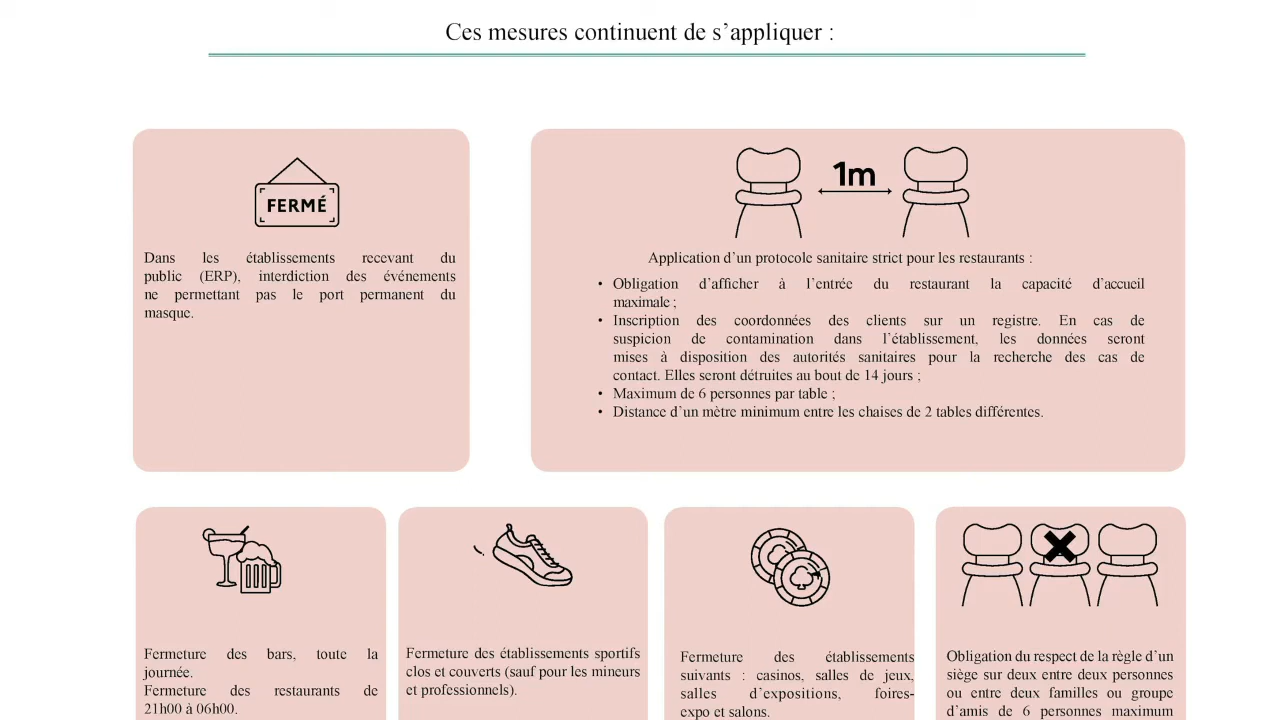 Ces mesures continuent de s’appliquer :
FERMÉ
Dans les établissements recevant du
public (ERP), interdiction des événements
ne permettant pas le port permanent du
masque.
1m
Application d’un protocole sanitaire strict pour les restaurants :
• Obligation d’afficher à l’entrée du restaurant la capacité d’accueil
maximale ;
• Inscription des coordonnées des clients sur un registre. En cas de
suspicion de contamination dans l’établissement, les données seront
mises à disposition des autorités sanitaires pour la recherche des cas de
contact. Elles seront détruites au bout de 14 jours ;
• Maximum de 6 personnes par table ;
• Distance d’un mètre minimum entre les chaises de 2 tables différentes.
Fermeture des bars, toute la
journée.
Fermeture des restaurants de
21h00 à 06h00.
Fermeture des établissements sportifs
clos et couverts (sauf pour les mineurs
et professionnels).
Fermeture des établissements
suivants : casinos, salles de jeux,
salles d’expositions, foires-
expo et salons.
Obligation du respect de la règle d’un
siège sur deux entre deux personnes
ou entre deux familles ou groupe
d’amis de 6 personnes maximum